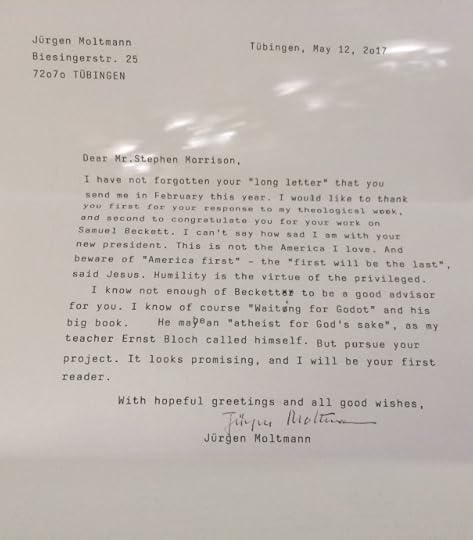 Jürgen Moltmann
Tübingen, May 12, 2o17
Biesingerstr. 25
72o7o TÜBINGEN
Dear Mr.Stephen Morrison,
I have not forgotten your "long letter" that you
send me in February this year. I would like to thank
you first for your response to my theological work,
and second to congratulate you for your work on
Samuel Beckett. I can't say how sad I am with your
new president. This is not the America I love. And
beware of "America first" - the "first will be the last",
said Jesus. Humility is the virtue of the privileged.
I know not enough of Beckett to be a good advisor
for you. I know of course "Waiting for Godot" and his
big book. He may be an "atheist for God's sake", as my
teacher Ernst Bloch called himself. But pursue your
project. It looks promising, and I will be your first
reader.
With hopeful greetings and all good wishes,
Jürgen Moltmann
Jürgen Moltmann